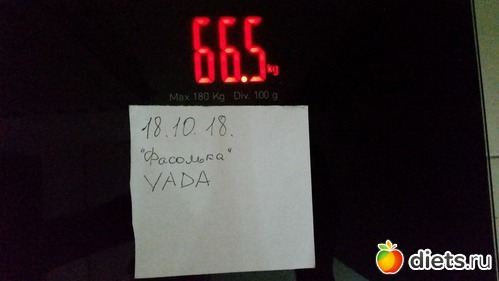 66.5 kg
Max 180 Kg Div. 100 g
18.10.18.
"Фасолька"
YADA
diets.ru